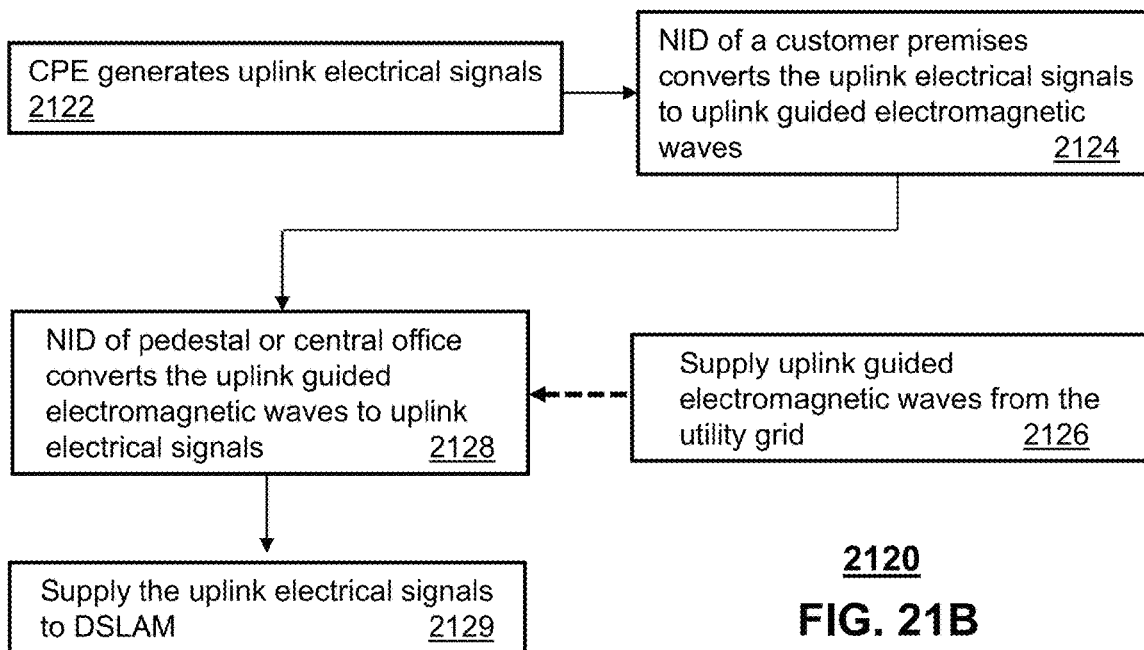 CPE generates uplink electrical signals
2122
NID of a customer premises
converts the uplink electrical signals
to uplink guided electromagnetic
waves 2124
NID of pedestal or central office
converts the uplink guided
electromagnetic waves to uplink
electrical signals 2128
Supply uplink guided
electromagnetic waves from the
utility grid 2126
Supply the uplink electrical signals
to DSLAM 2129
2120
FIG. 21B